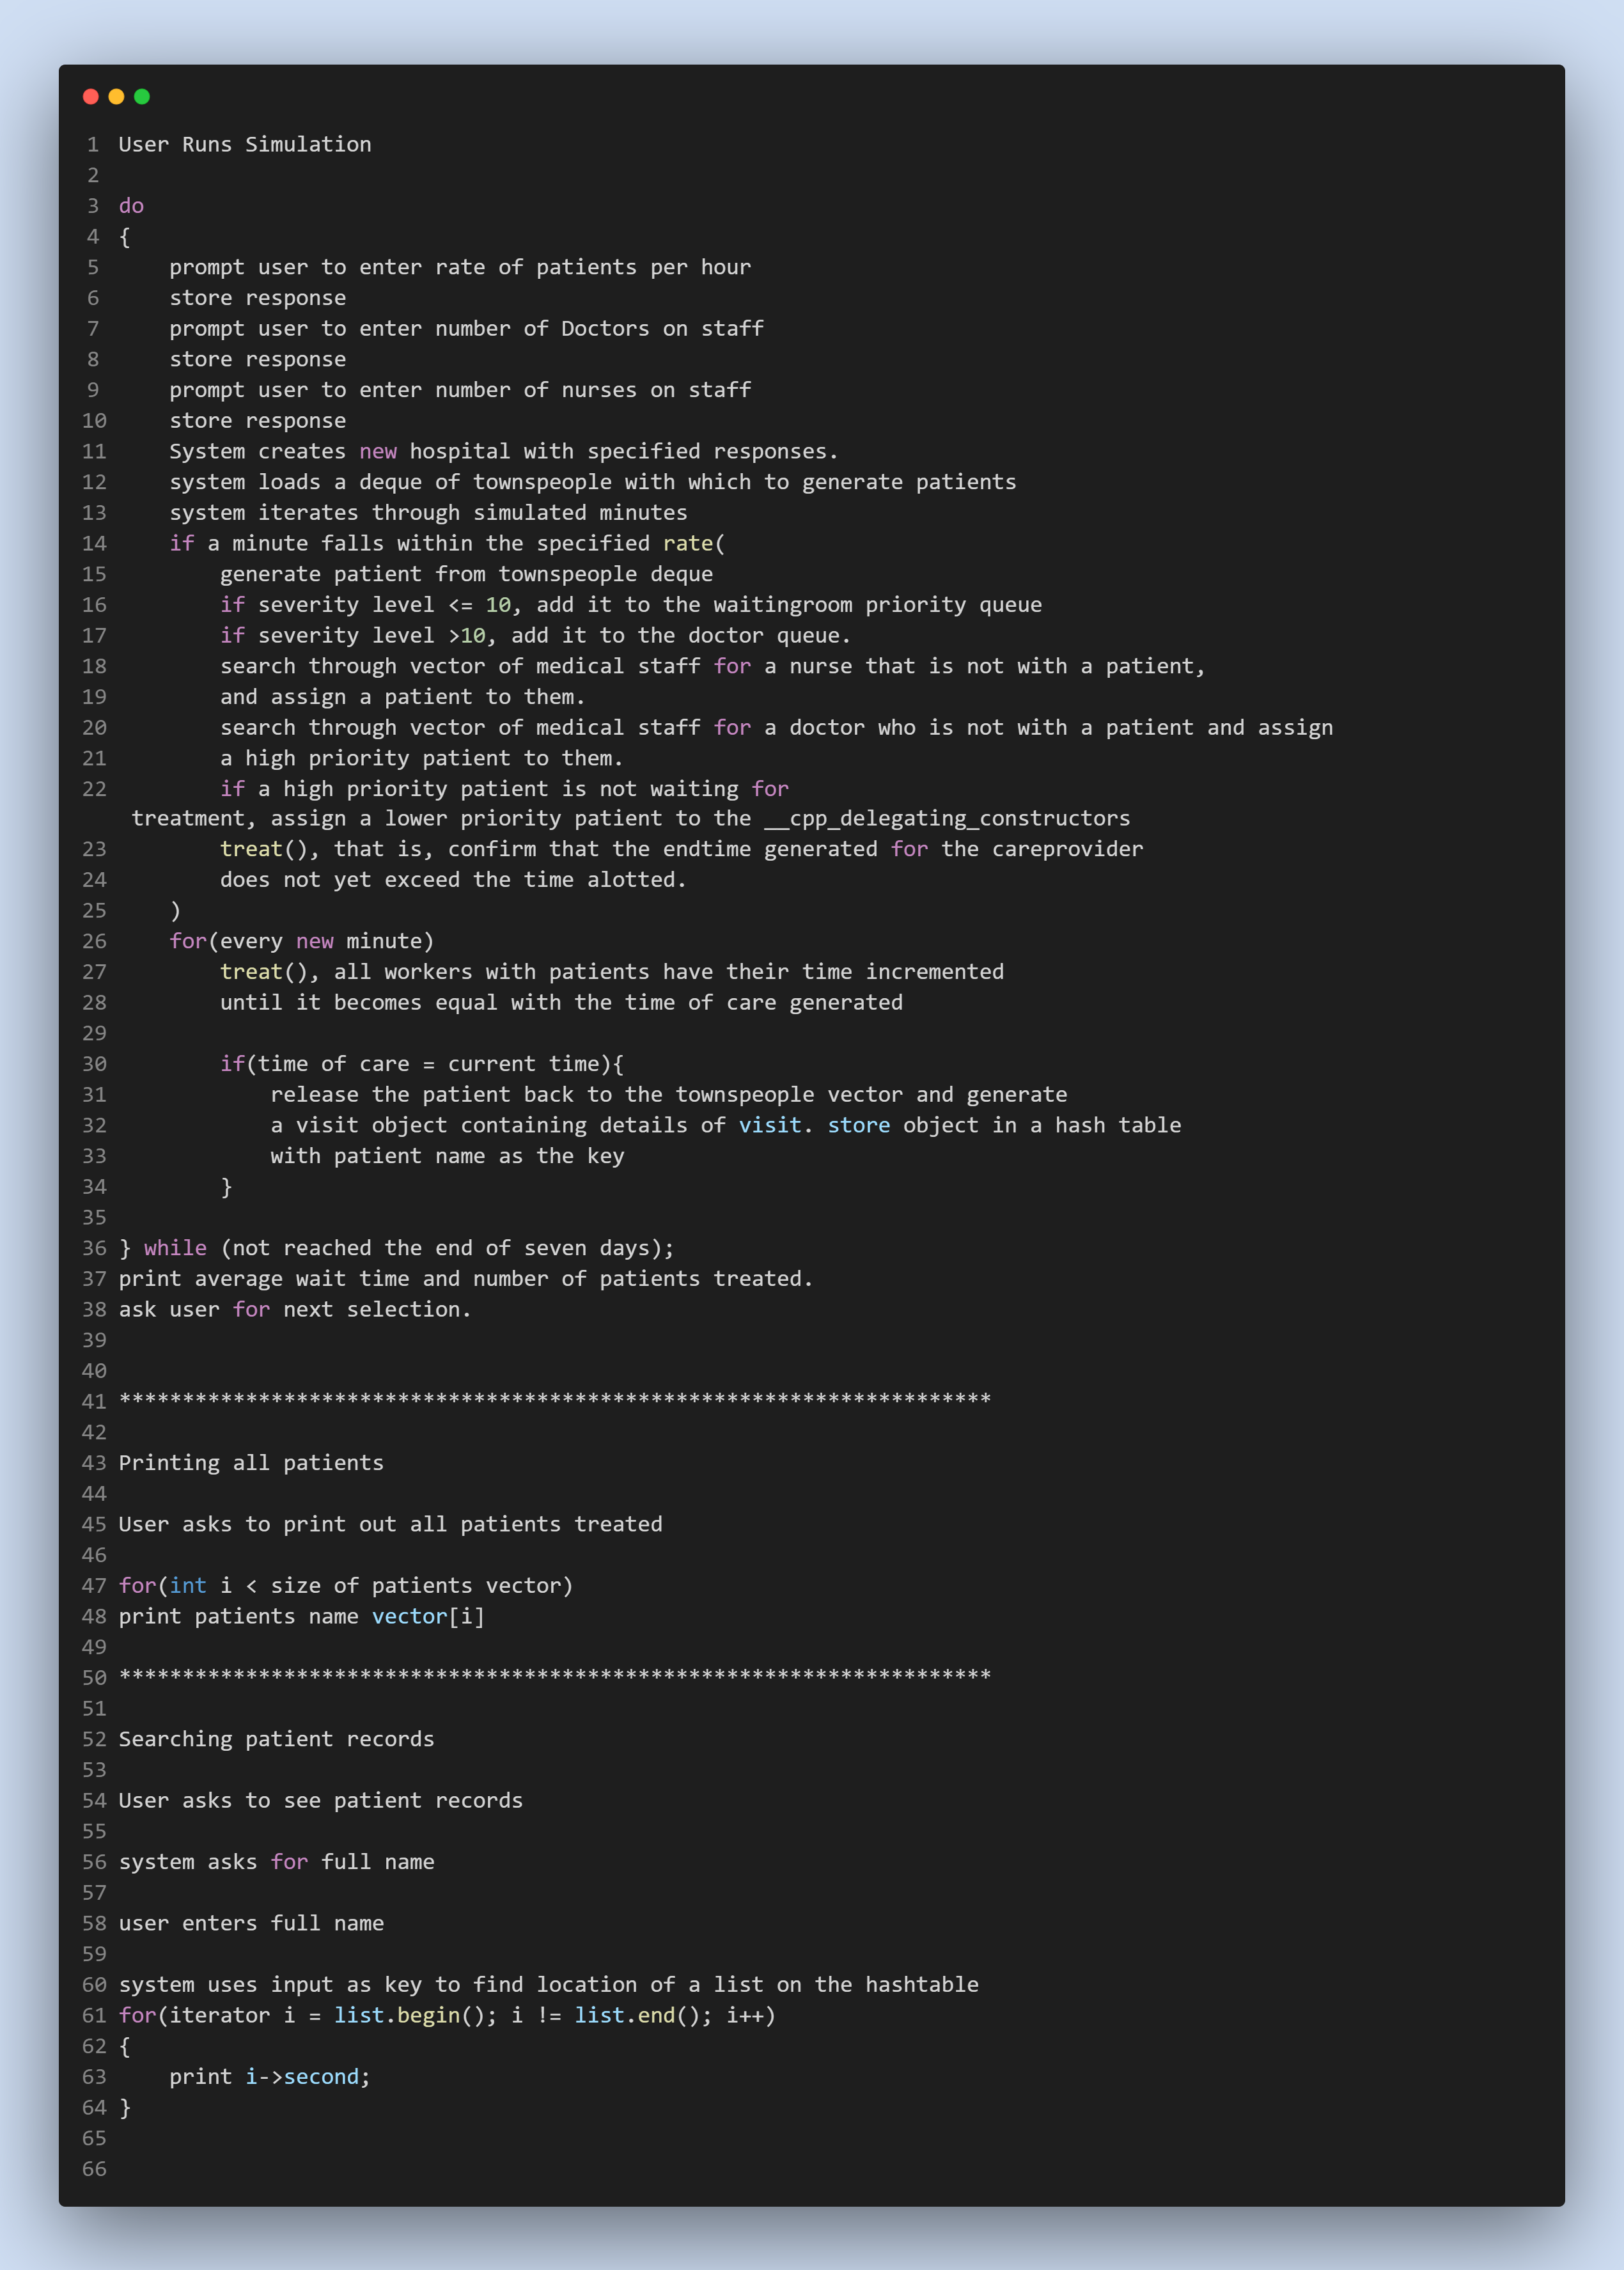 1 User Runs Simulation
2
3 do
4 {
5     prompt user to enter rate of patients per hour
6     store response
7     prompt user to enter number of Doctors on staff
8     store response
9     prompt user to enter number of nurses on staff
10     store response
11     System creates new hospital with specified responses.
12     system loads a deque of townspeople with which to generate patients
13     system iterates through simulated minutes
14     if a minute falls within the specified rate(
15         generate patient from townspeople deque
16         if severity level <= 10, add it to the waitingroom priority queue
17         if severity level >10, add it to the doctor queue.
18         search through vector of medical staff for a nurse that is not with a patient,
19         and assign a patient to them.
20         search through vector of medical staff for a doctor who is not with a patient and assign
21         a high priority patient to them.
22         if a high priority patient is not waiting for
 treatment, assign a lower priority patient to the __cpp_delegating_constructors
23         treat(), that is, confirm that the endtime generated for the careprovider
24         does not yet exceed the time alotted.
25     )
26     for(every new minute)
27         treat(), all workers with patients have their time incremented
28         until it becomes equal with the time of care generated
29
30         if(time of care = current time){
31             release the patient back to the townspeople vector and generate
32             a visit object containing details of visit. store object in a hash table
33             with patient name as the key
34         }
35
36 } while (not reached the end of seven days);
37 print average wait time and number of patients treated.
38 ask user for next selection.
39
40
41 *********************************************************************
42
43 Printing all patients
44
45 User asks to print out all patients treated
46
47 for(int i < size of patients vector)
48 print patients name vector[i]
49
50 *********************************************************************
51
52 Searching patient records
53
54 User asks to see patient records
55
56 system asks for full name
57
58 user enters full name
59
60 system uses input as key to find location of a list on the hashtable
61 for(iterator i = list.begin(); i != list.end(); i++)
62 {
63     print i->second;
64 }
65
66